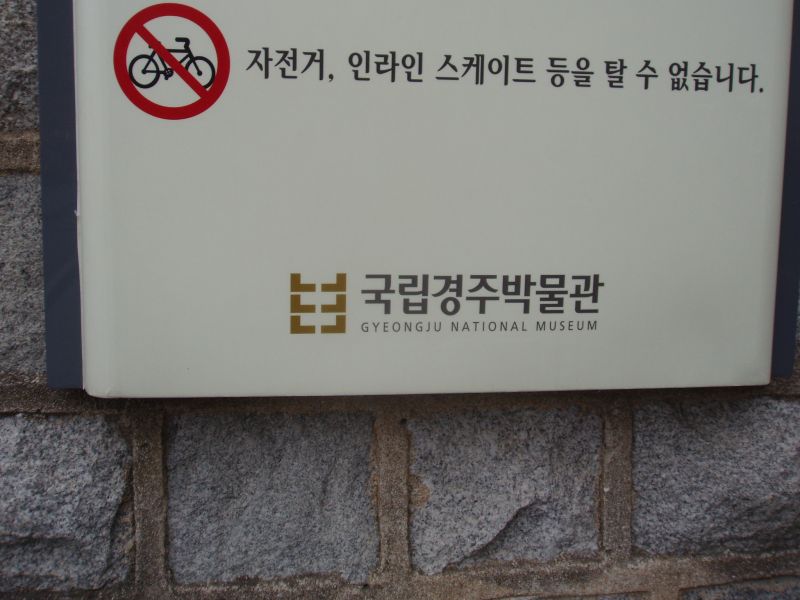 자전거, 인라인 스케이트 등을 탈 수 없습니다.
국립경주박물관
GYEONGJU NATIONAL MUSEUM